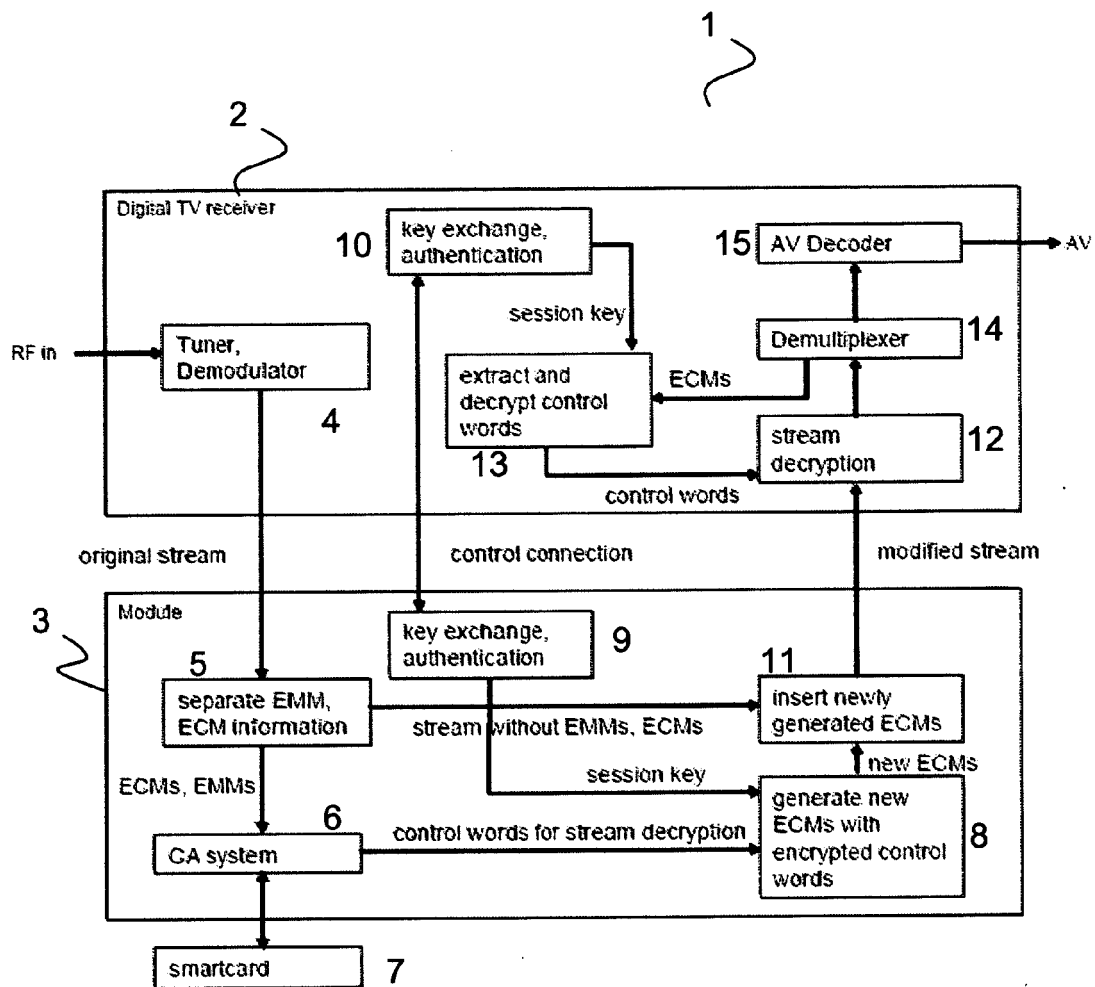 1
2
Digital TV receiver
10
key exchange,
authentication
15
AV Decoder
AV
session key
RF in
Tuner,
Demodulator
4
Demultiplexer
14
extract and
decrypt control
words
ECMs
13
stream
decryption
12
control words
original stream
control connection
modified stream
3
Module
key exchange,
authentication
9
5
separate EMM,
ECM information
stream without EMMs, ECMs
11
insert newly
generated ECMs
ECMs, EMMs
session key
new ECMs
6
CA system
control words for stream decryption
generate new
ECMs with
encrypted control
words
8
smartcard
7